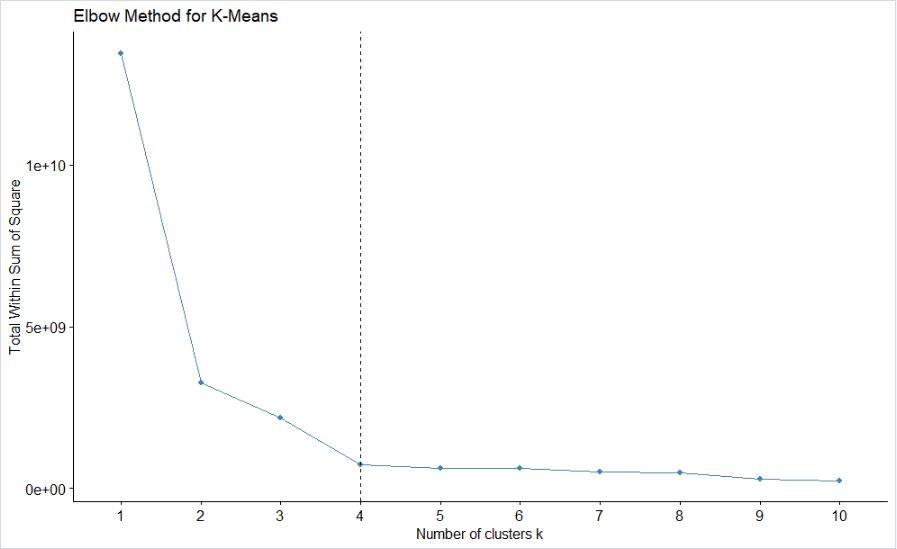 Elbow Method for K-Means
Total Within Sum of Square
1e+10
5e+09
0e+00
1 2 3 4 5 6 7 8 9 10
Number of clusters k